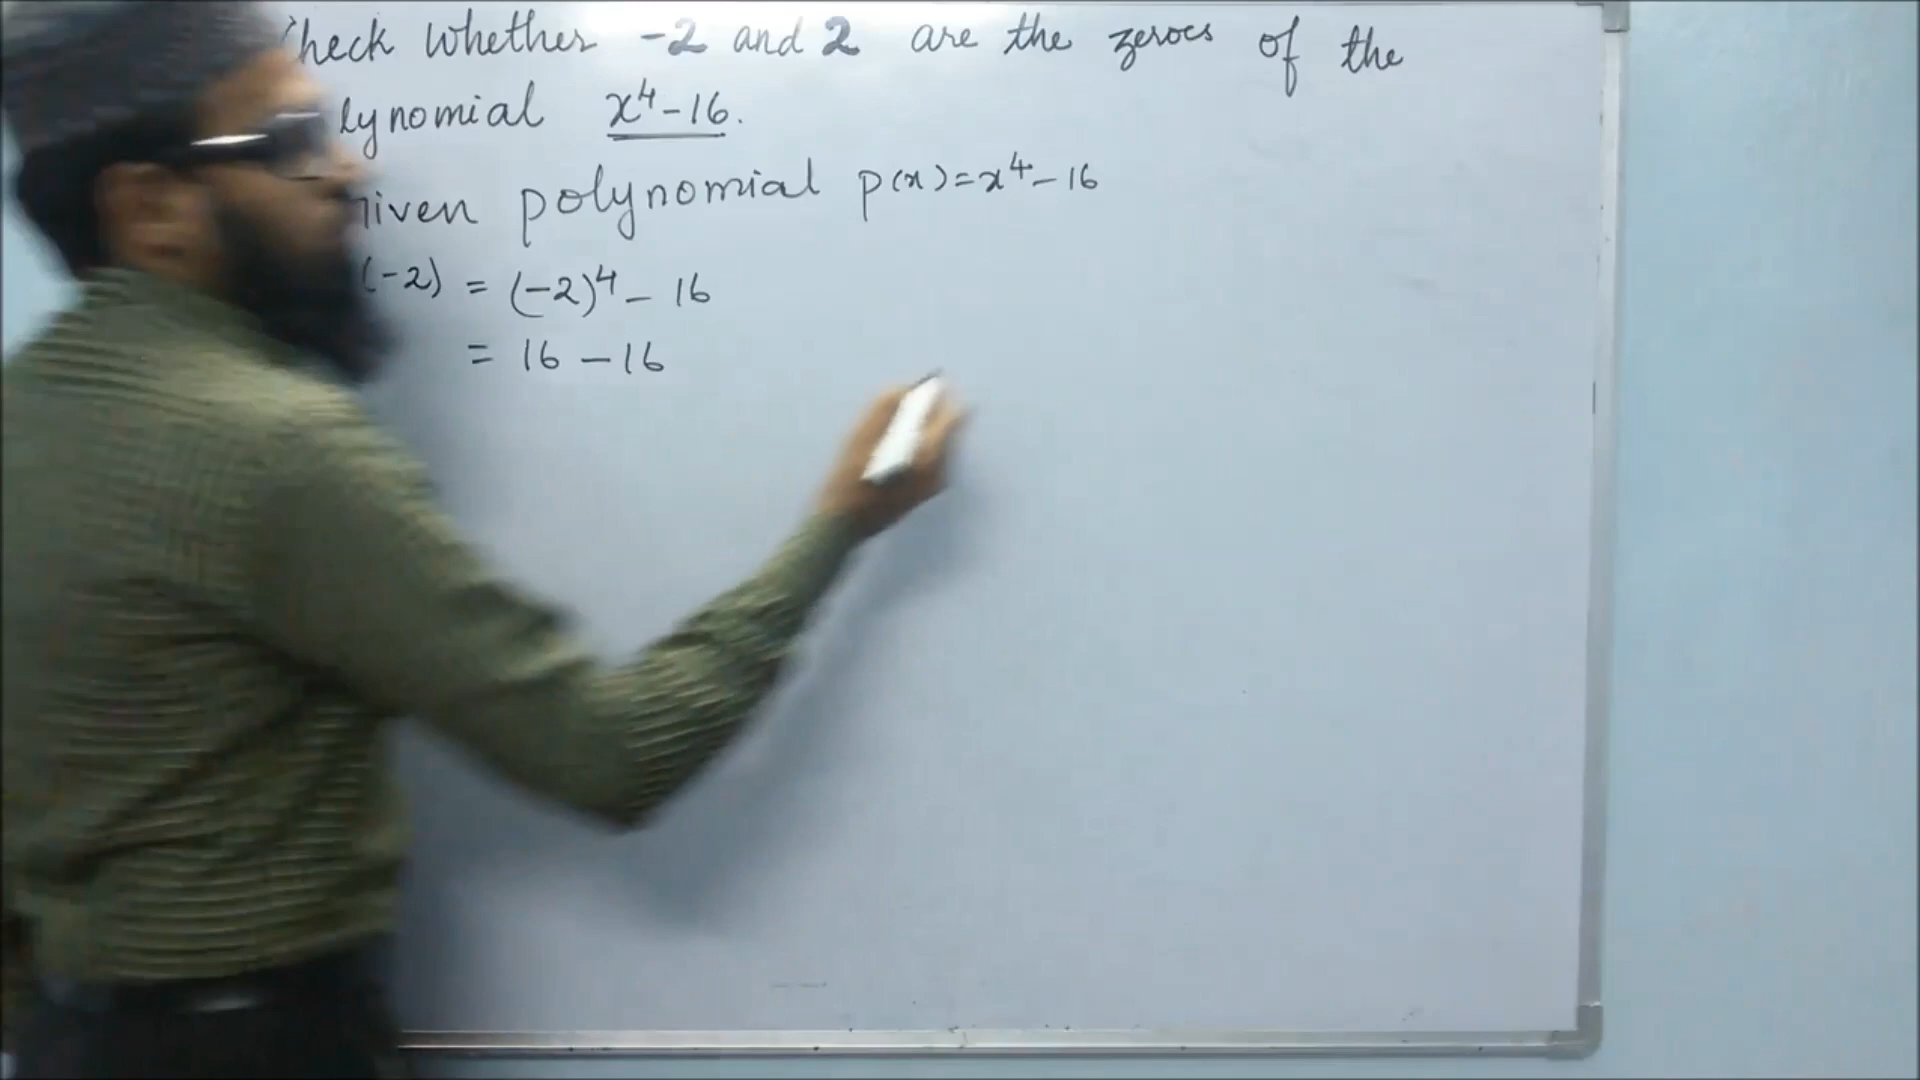 heck whether -2 and 2 are the zeroes of the
lynomial x⁴-16.
iven polynomial p(x)=x⁴-16
(-2) = (-2)⁴- 16
= 16 - 16